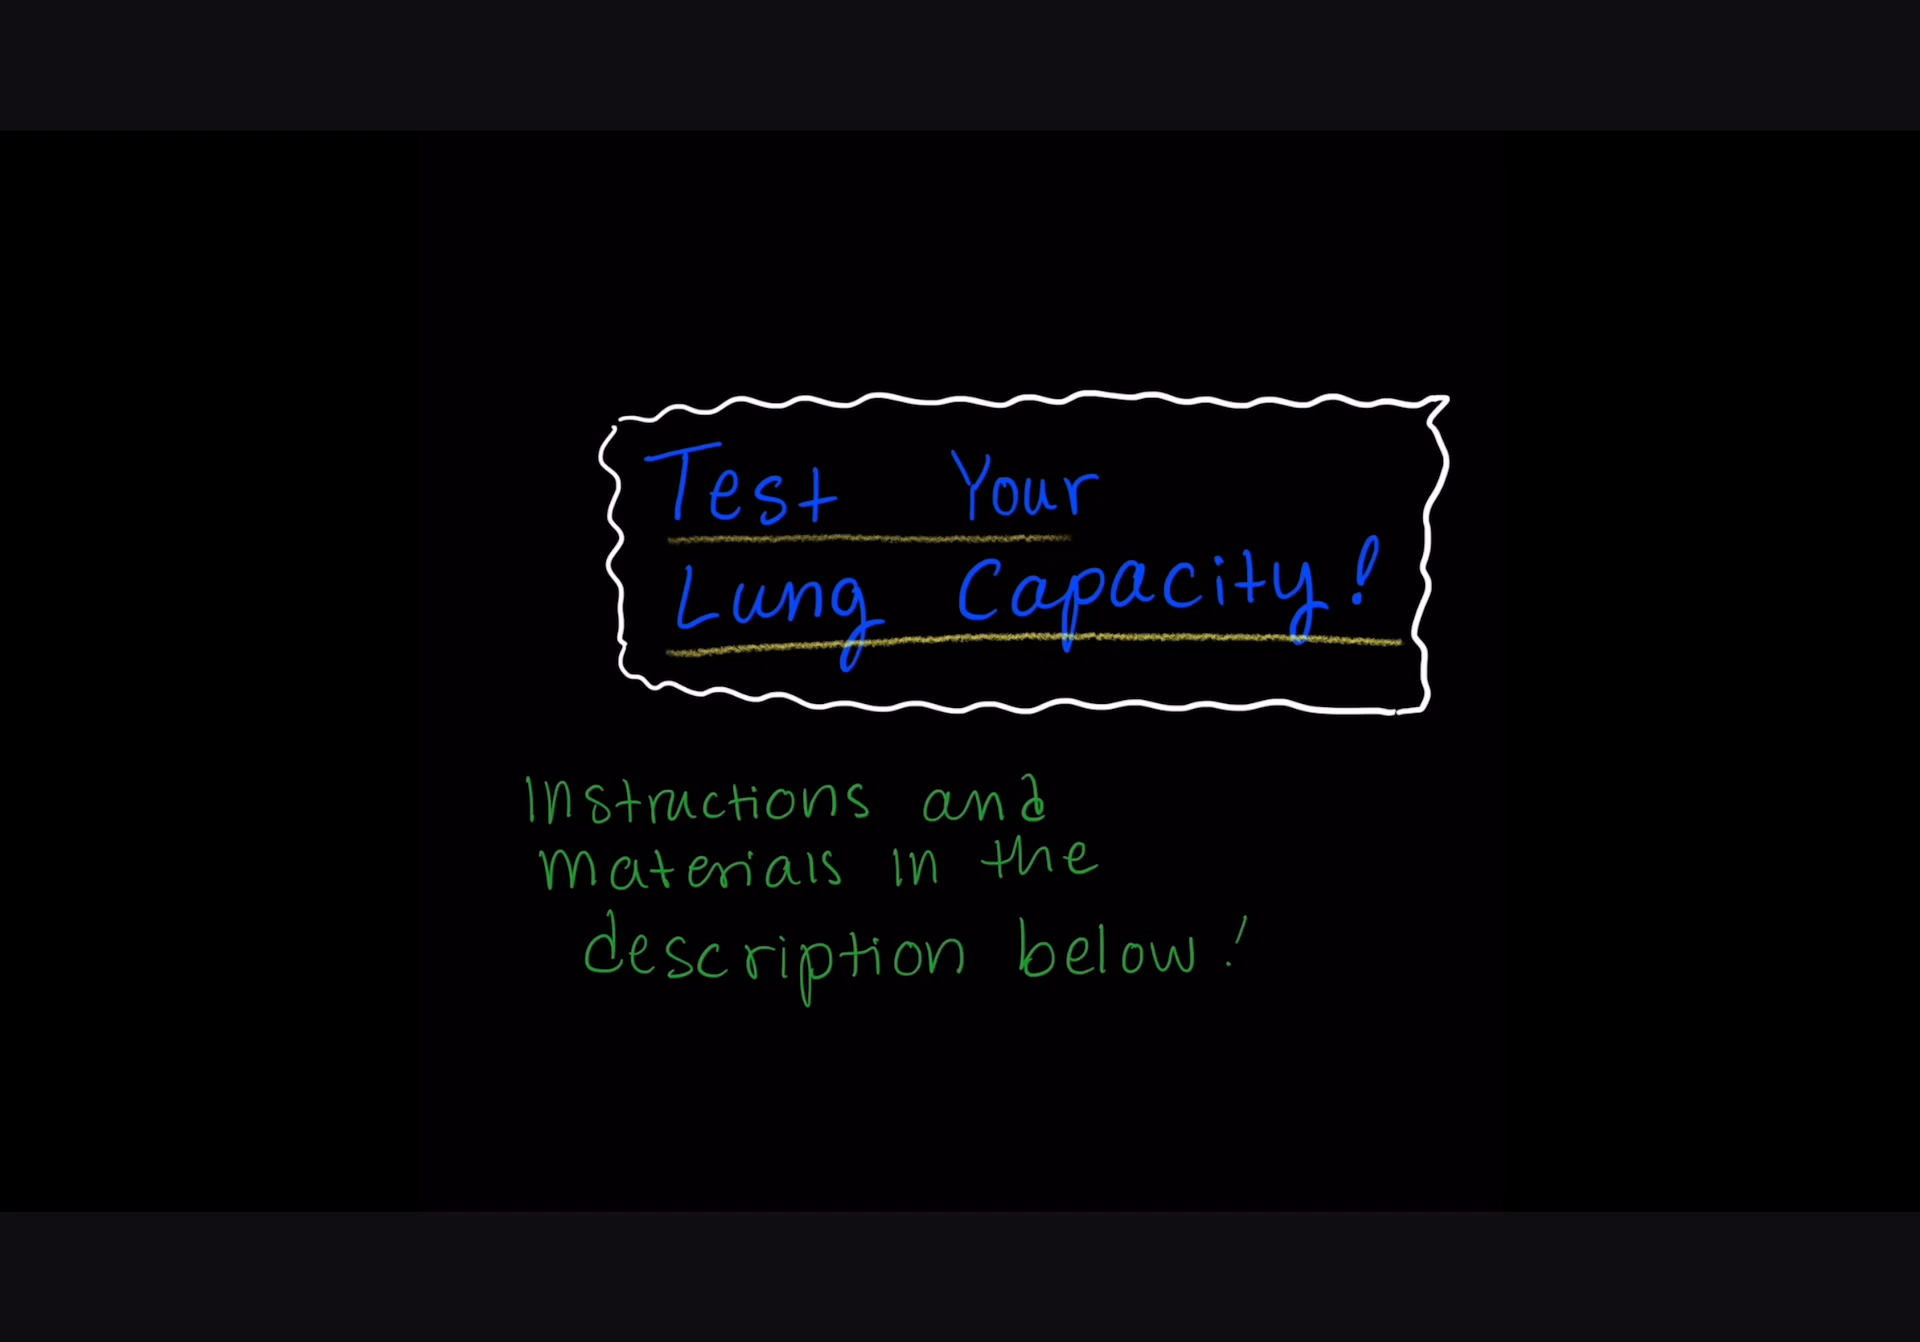 Test Your
Lung Capacity!
Instructions and
materials in the
description below!